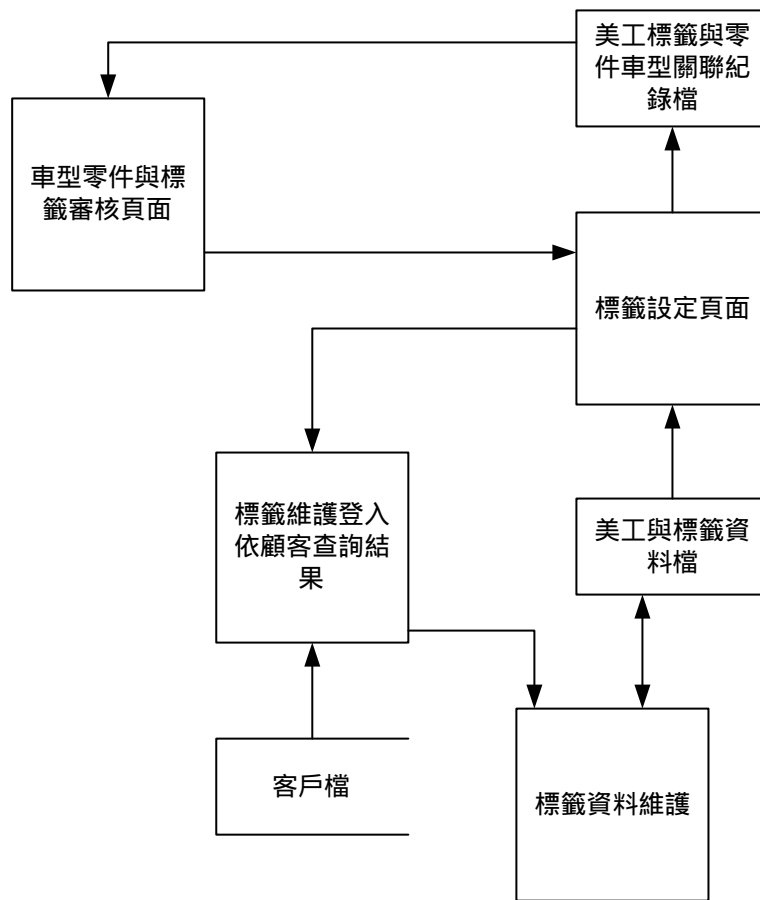 美工標籤與零
件車型關聯紀
錄檔
車型零件與標
籤審核頁面
標籤設定頁面
標籤維護登入
依顧客查詢結
果
美工與標籤資
料檔
客戶檔
標籤資料維護